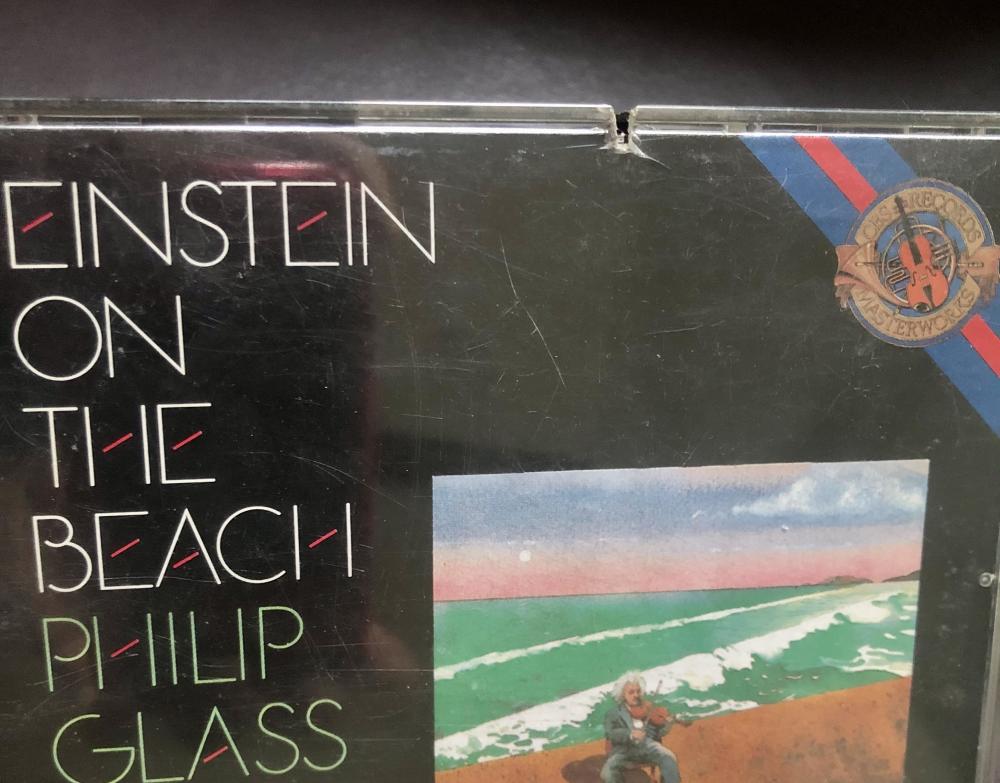 EINSTEIN
ON
THE
BEACH
PHILIP
GLASS
CBS RECORDS
MASTERWORKS